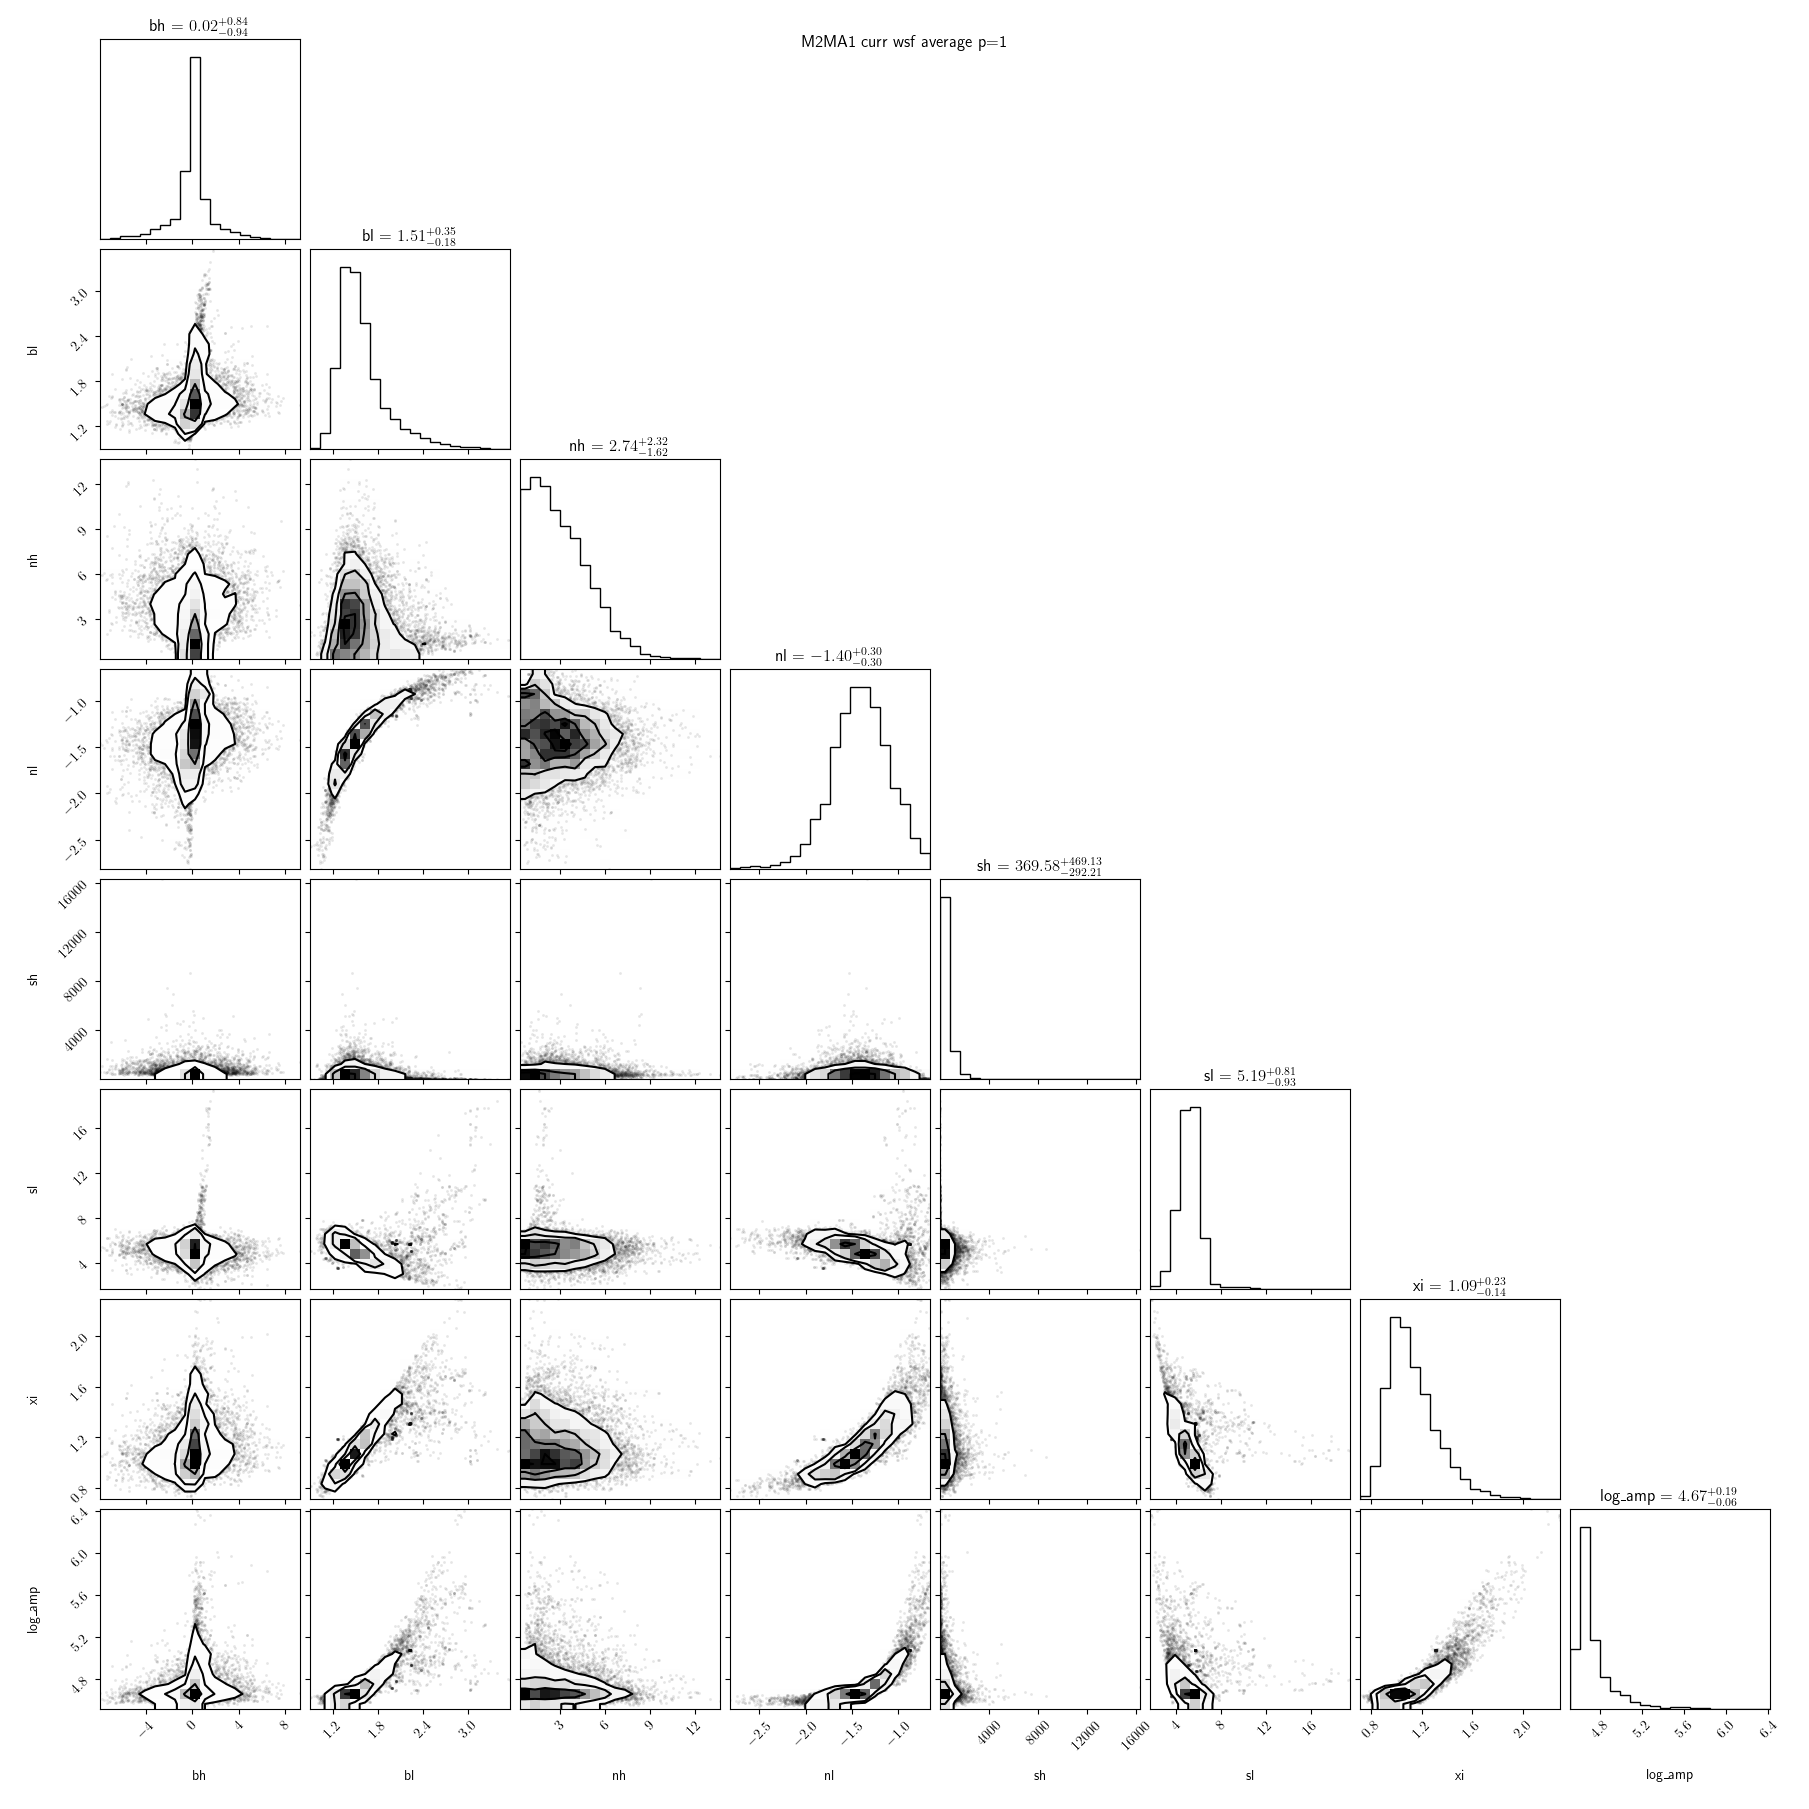 bh = 0.02+0.84 −0.94
M2MA1 curr wsf average p=1
bl = 1.51+0.35 −0.18
3.0
2.4
1.8
1.2
bl
nh = 2.74+2.32 −1.62
12
9
6
3
nh
nl = −1.40+0.30 −0.30
−1.0
−1.5
−2.0
−2.5
nl
sh = 369.58+469.13 −292.21
16000
12000
8000
4000
sh
sl = 5.19+0.81 −0.93
16
12
8
4
sl
xi = 1.09+0.23 −0.14
2.0
1.6
1.2
0.8
xi
log_amp = 4.67+0.19 −0.06
6.4
6.0
5.6
5.2
4.8
log_amp
−4 0 4 8 1.2 1.8 2.4 3.0 3 6 9 12 −2.5 −2.0 −1.5 −1.0 4000 8000 12000 16000 4 8 12 16 0.8 1.2 1.6 2.0 4.8 5.2 5.6 6.0 6.4
bh bl nh nl sh sl xi log_amp